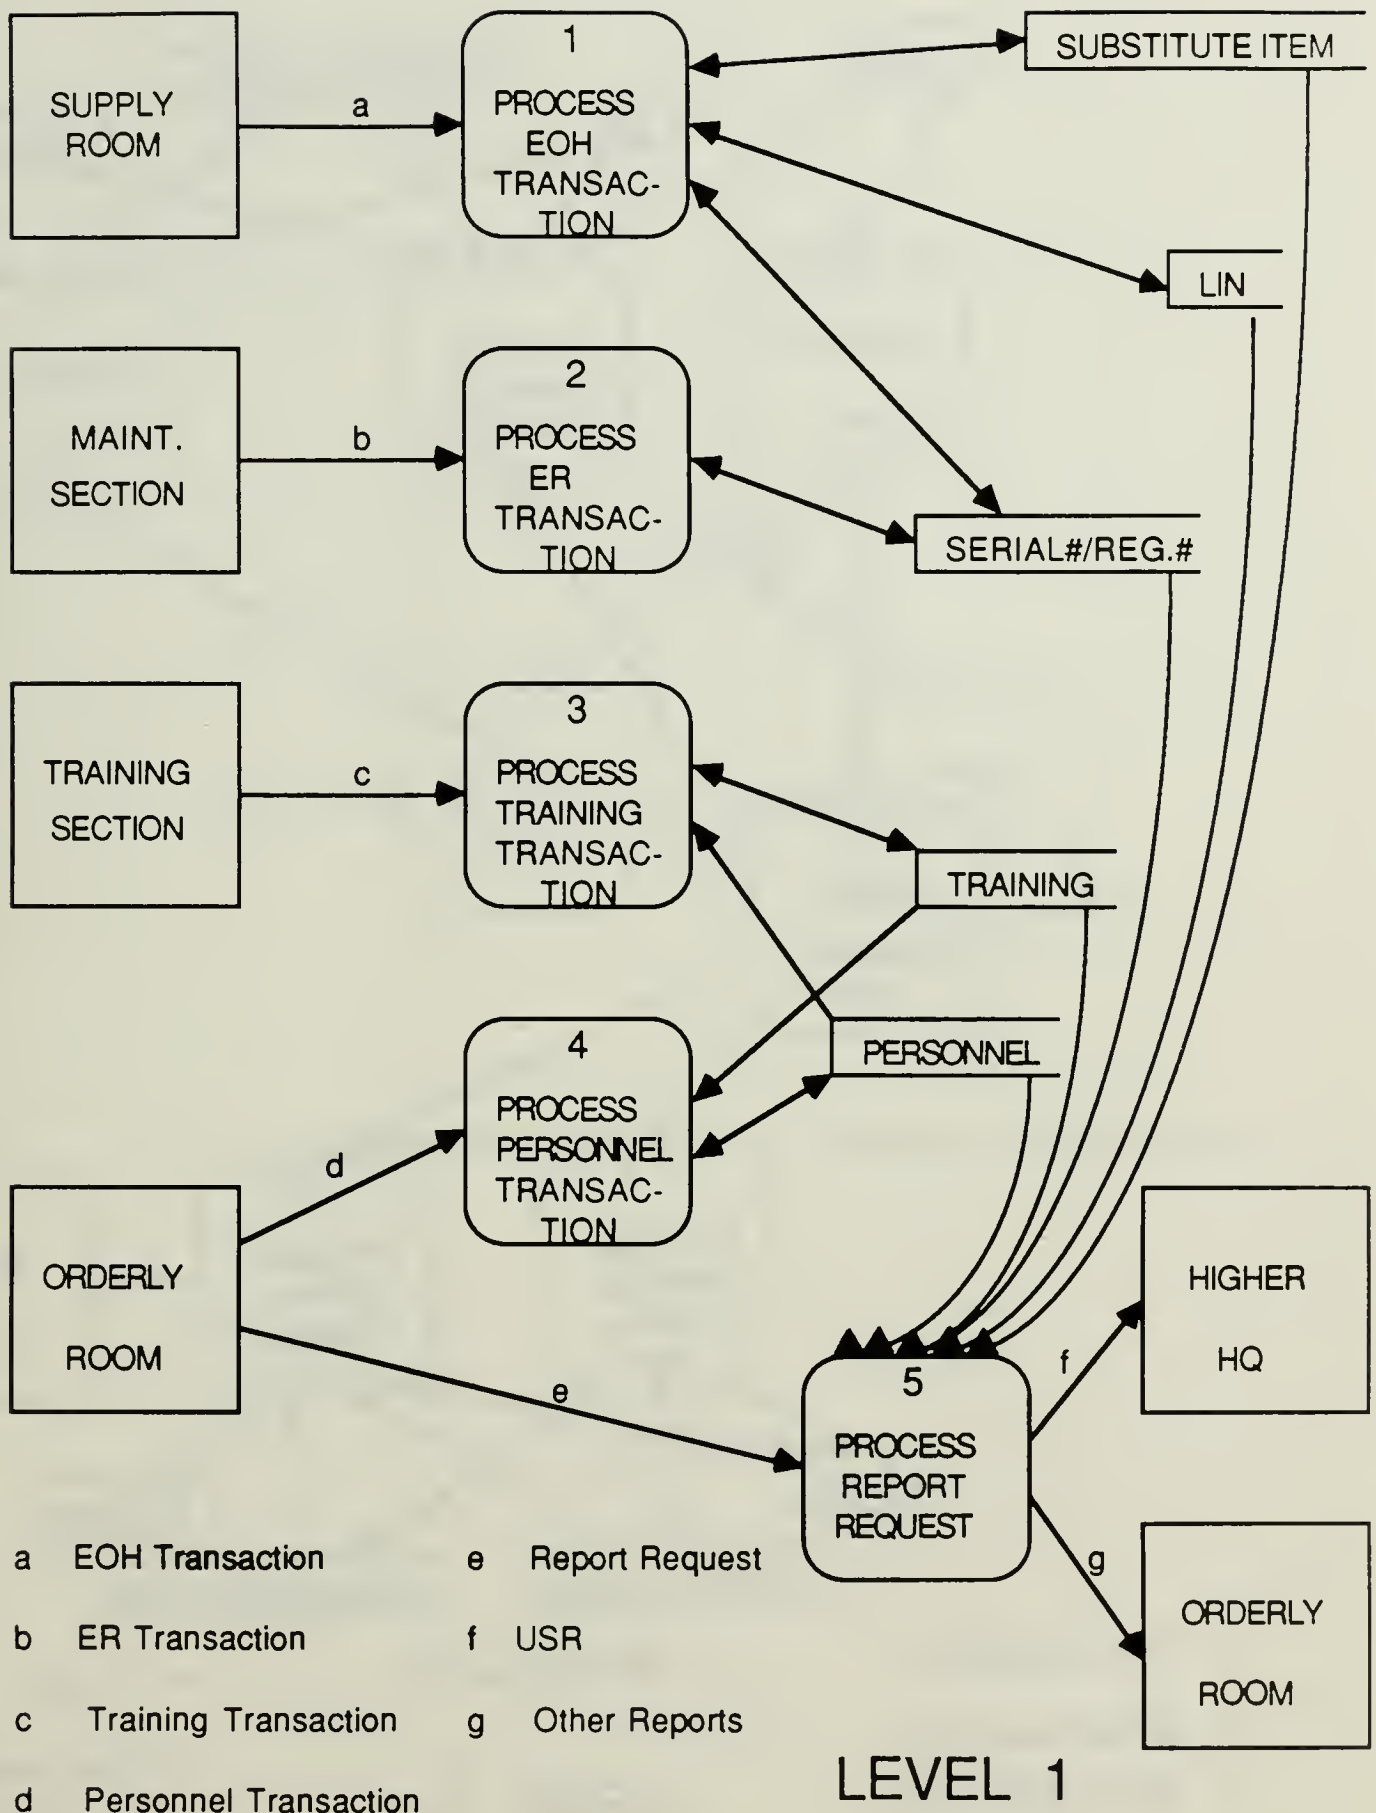 SUPPLY
ROOM
a
1
PROCESS
EOH
TRANSAC-
TION
SUBSTITUTE ITEM
LIN
MAINT.
SECTION
b
2
PROCESS
ER
TRANSAC-
TION
SERIAL#/REG.#
TRAINING
SECTION
c
3
PROCESS
TRAINING
TRANSAC-
TION
TRAINING
PERSONNEL
4
PROCESS
PERSONNEL
TRANSAC-
TION
d
ORDERLY
ROOM
e
5
PROCESS
REPORT
REQUEST
f
HIGHER
HQ
g
ORDERLY
ROOM
a EOH Transaction
b ER Transaction
c Training Transaction
d Personnel Transaction
e Report Request
f USR
g Other Reports
LEVEL 1